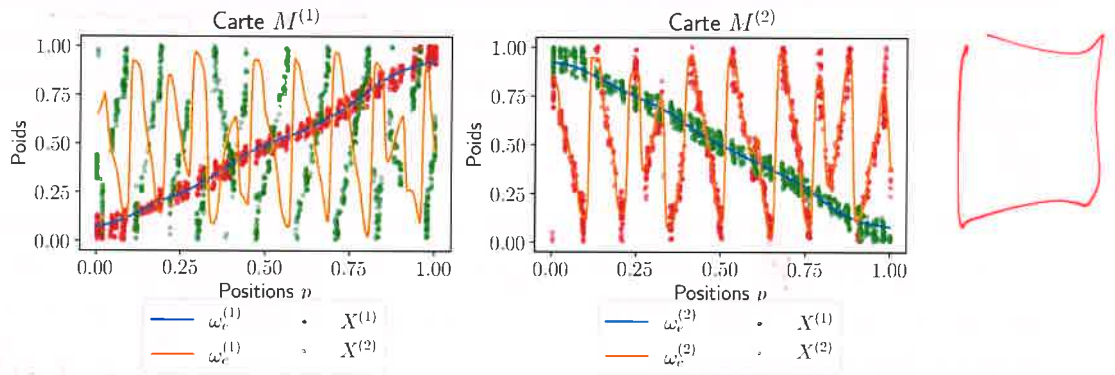 Carte M⁽¹⁾
Poids
1.00
0.75
0.50
0.25
0.00
0.00 0.25 0.50 0.75 1.00
Positions p
ωₑ⁽¹⁾ X⁽¹⁾
ω_c⁽¹⁾ X⁽²⁾
Carte M⁽²⁾
Poids
1.00
0.75
0.50
0.25
0.00
0.00 0.25 0.50 0.75 1.00
Positions p
ωₑ⁽²⁾ X⁽¹⁾
ω_c⁽²⁾ X⁽²⁾